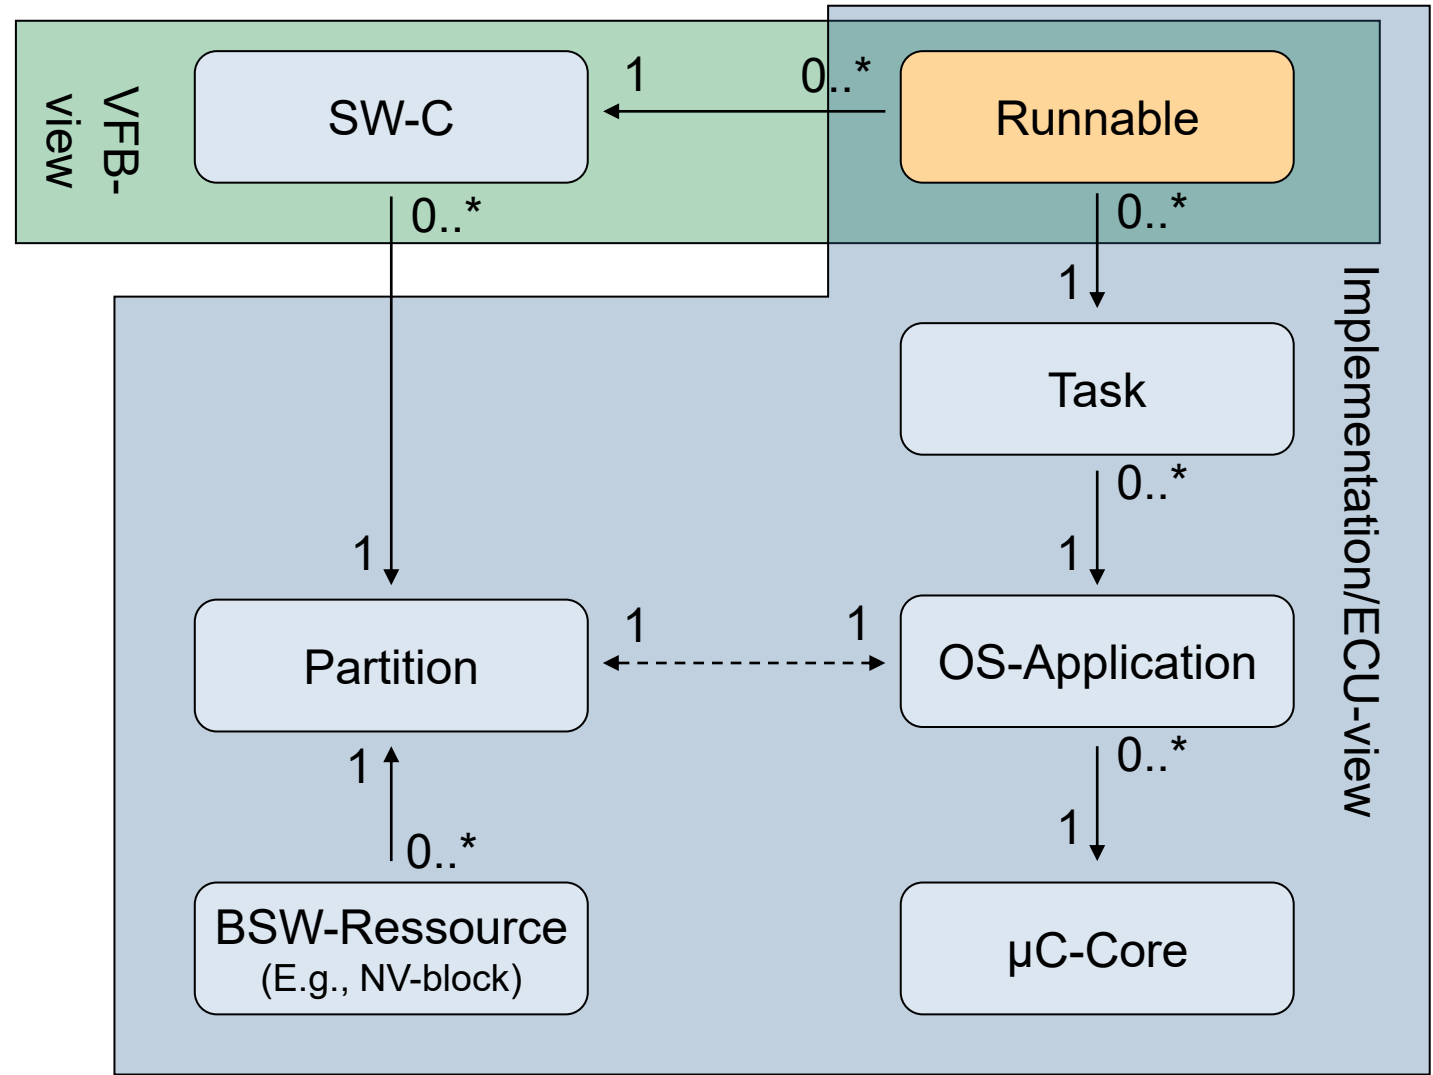 VFB-
view
SW-C
1
0..*
Runnable
0..*
0..*
1
Task
Implementation/ECU-view
0..*
1
1
Partition
1
1
OS-Application
1
0..*
0..*
1
BSW-Ressource
(E.g., NV-block)
µC-Core